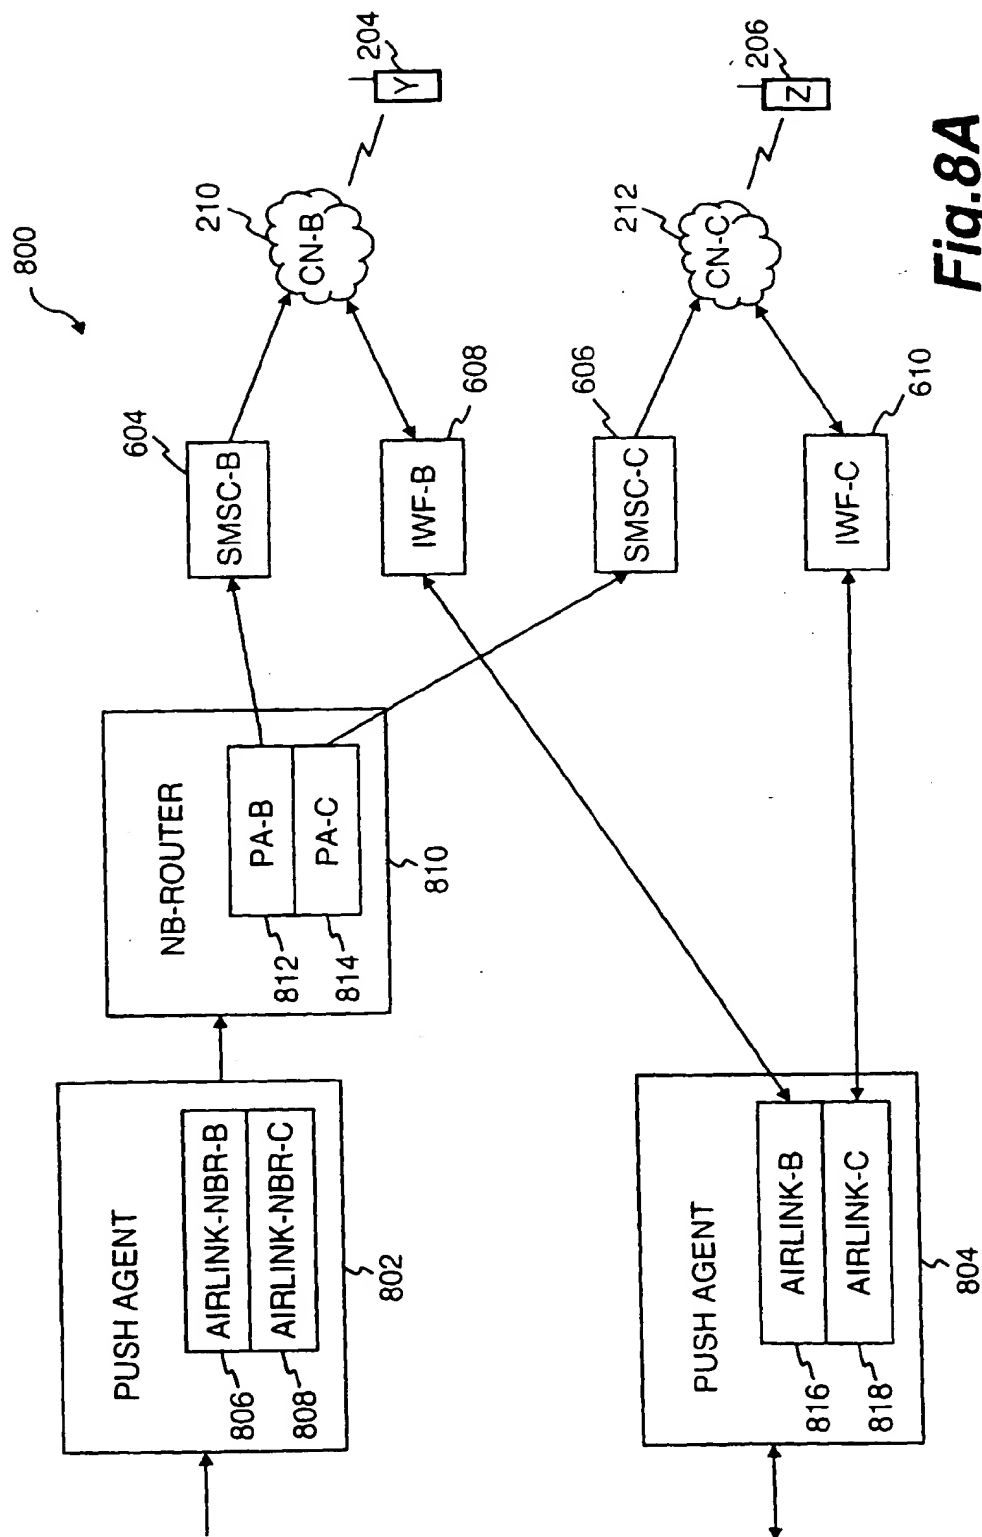 800
PUSH AGENT
AIRLINK-NBR-B
AIRLINK-NBR-C
806
808
802
NB-ROUTER
PA-B
PA-C
812
814
810
604
SMSC-B
210
CN-B
204
Y
IWF-B
608
606
SMSC-C
212
CN-C
206
Z
PUSH AGENT
AIRLINK-B
AIRLINK-C
816
818
804
IWF-C
610
Fig.8A